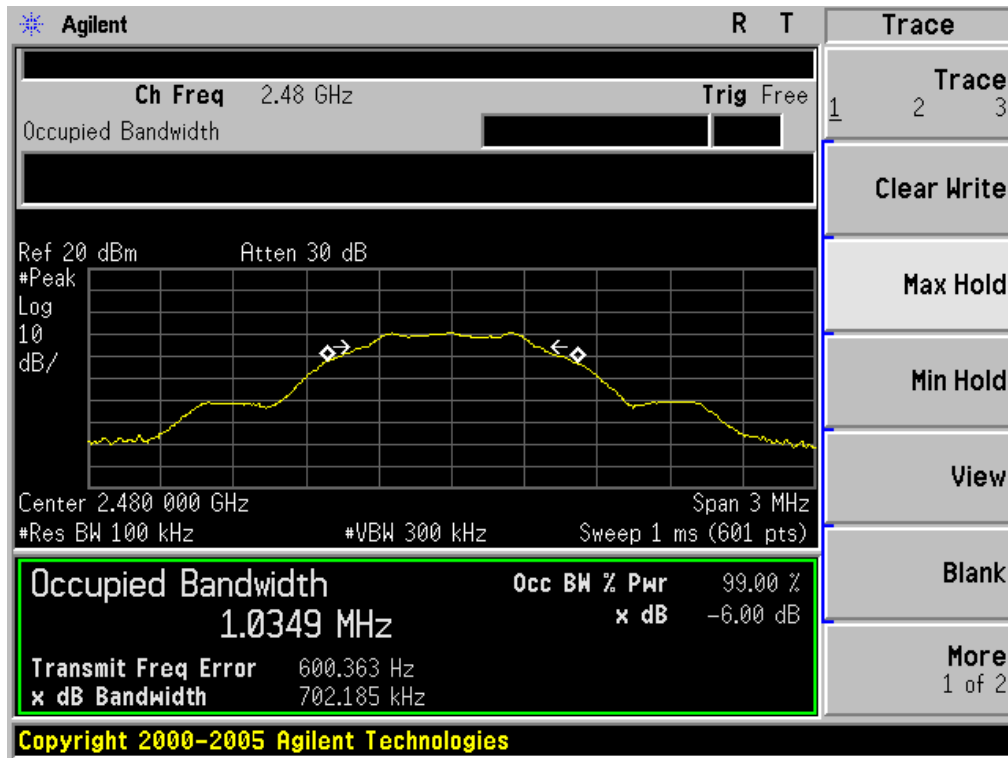 Agilent R T
Ch Freq 2.48 GHz Trig Free
Occupied Bandwidth
Ref 20 dBm Atten 30 dB
#Peak
Log
10
dB/
Center 2.480 000 GHz Span 3 MHz
#Res BW 100 kHz #VBW 300 kHz Sweep 1 ms (601 pts)
Occupied Bandwidth Occ BW % Pwr 99.00 %
1.0349 MHz x dB -6.00 dB
Transmit Freq Error 600.363 Hz
x dB Bandwidth 702.185 kHz
Copyright 2000-2005 Agilent Technologies
Trace
Trace
1 2 3
Clear Write
Max Hold
Min Hold
View
Blank
More
1 of 2